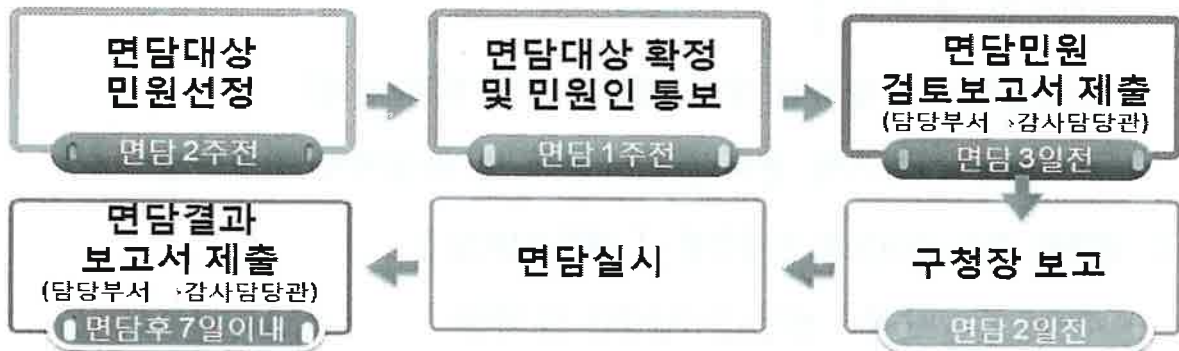 면담대상
민원선정
면담 2주전
면담대상 확정
및 민원인 통보
면담 1주전
면담민원
검토보고서 제출
(담당부서 →감사담당관)
면담 3일전
구청장 보고
면담 2일전
면담실시
면담결과
보고서 제출
(담당부서 →감사담당관)
면담후 7일이내